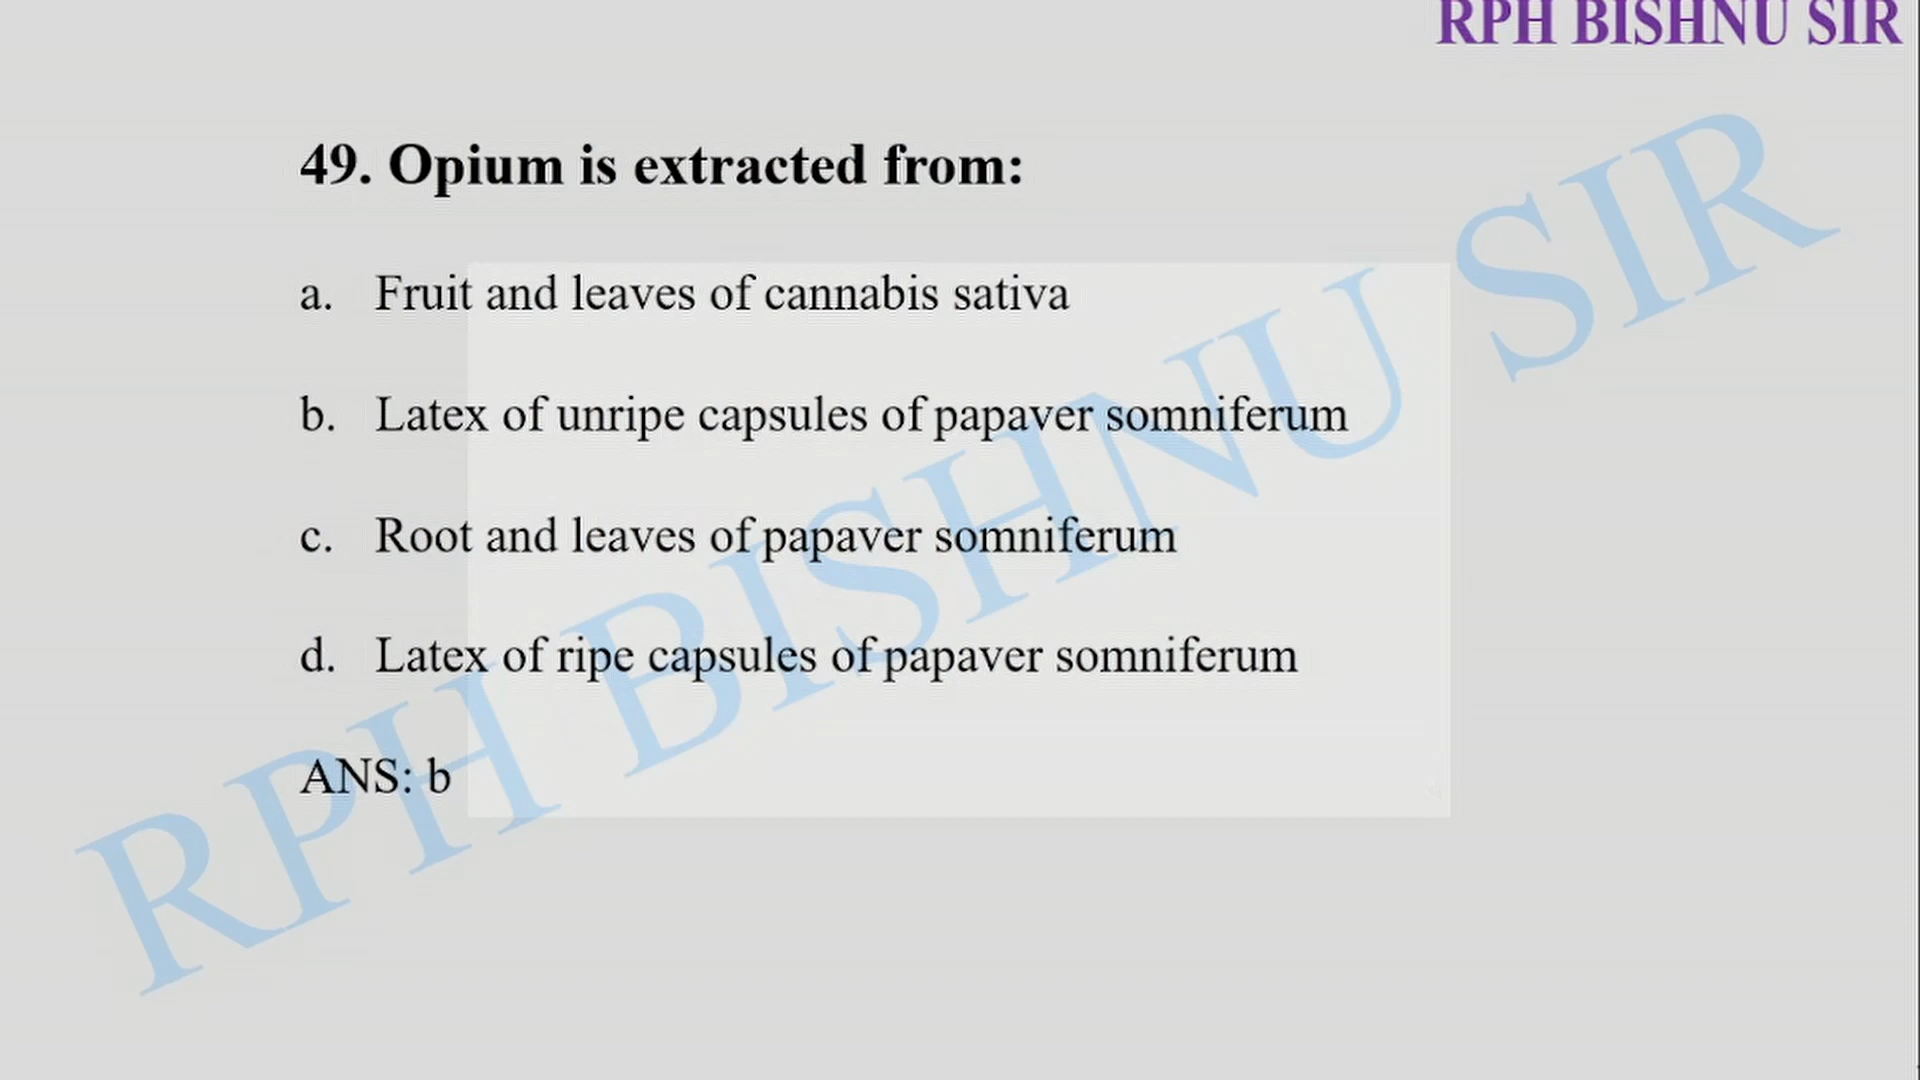 RPH BISHNU SIR
49. Opium is extracted from:
a. Fruit and leaves of cannabis sativa
b. Latex of unripe capsules of papaver somniferum
c. Root and leaves of papaver somniferum
d. Latex of ripe capsules of papaver somniferum
ANS: b
RPH BISHNU SIR